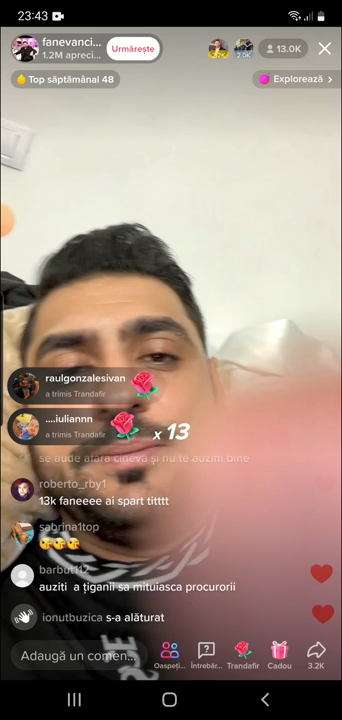 23:43
fanevanci...
1.2M apreci...
Urmărește
13.0K
Top săptămânal 48
Explorează
raulgonzalesivan
a trimis Trandafir
....iuliannn
a trimis Trandafir
x 13
se aude afara cineva și nu te auzim bine
roberto_rby1
13k faneeee ai spart titttt
sabrina1top
barbut112
auziti a țiganii sa mituiasca procurorii
ionutbuzica s-a alăturat
Adaugă un comen...
Oaspeți...
Întrebăr...
Trandafir
Cadou
3.2K